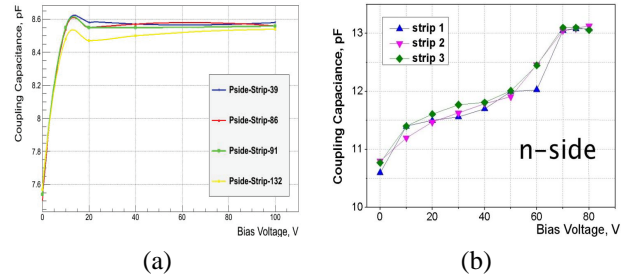 Coupling Capacitance, pF
8.6
8.4
8.2
8.0
7.8
7.6
0
20
40
60
80
100
Bias Voltage, V
Pside-Strip-39
Pside-Strip-86
Pside-Strip-91
Pside-Strip-132
(a)
Coupling Capaciance, pF
13
12
11
10
0
10
20
30
40
50
60
70
80
Bias Voltage, V
strip 1
strip 2
strip 3
n-side
(b)